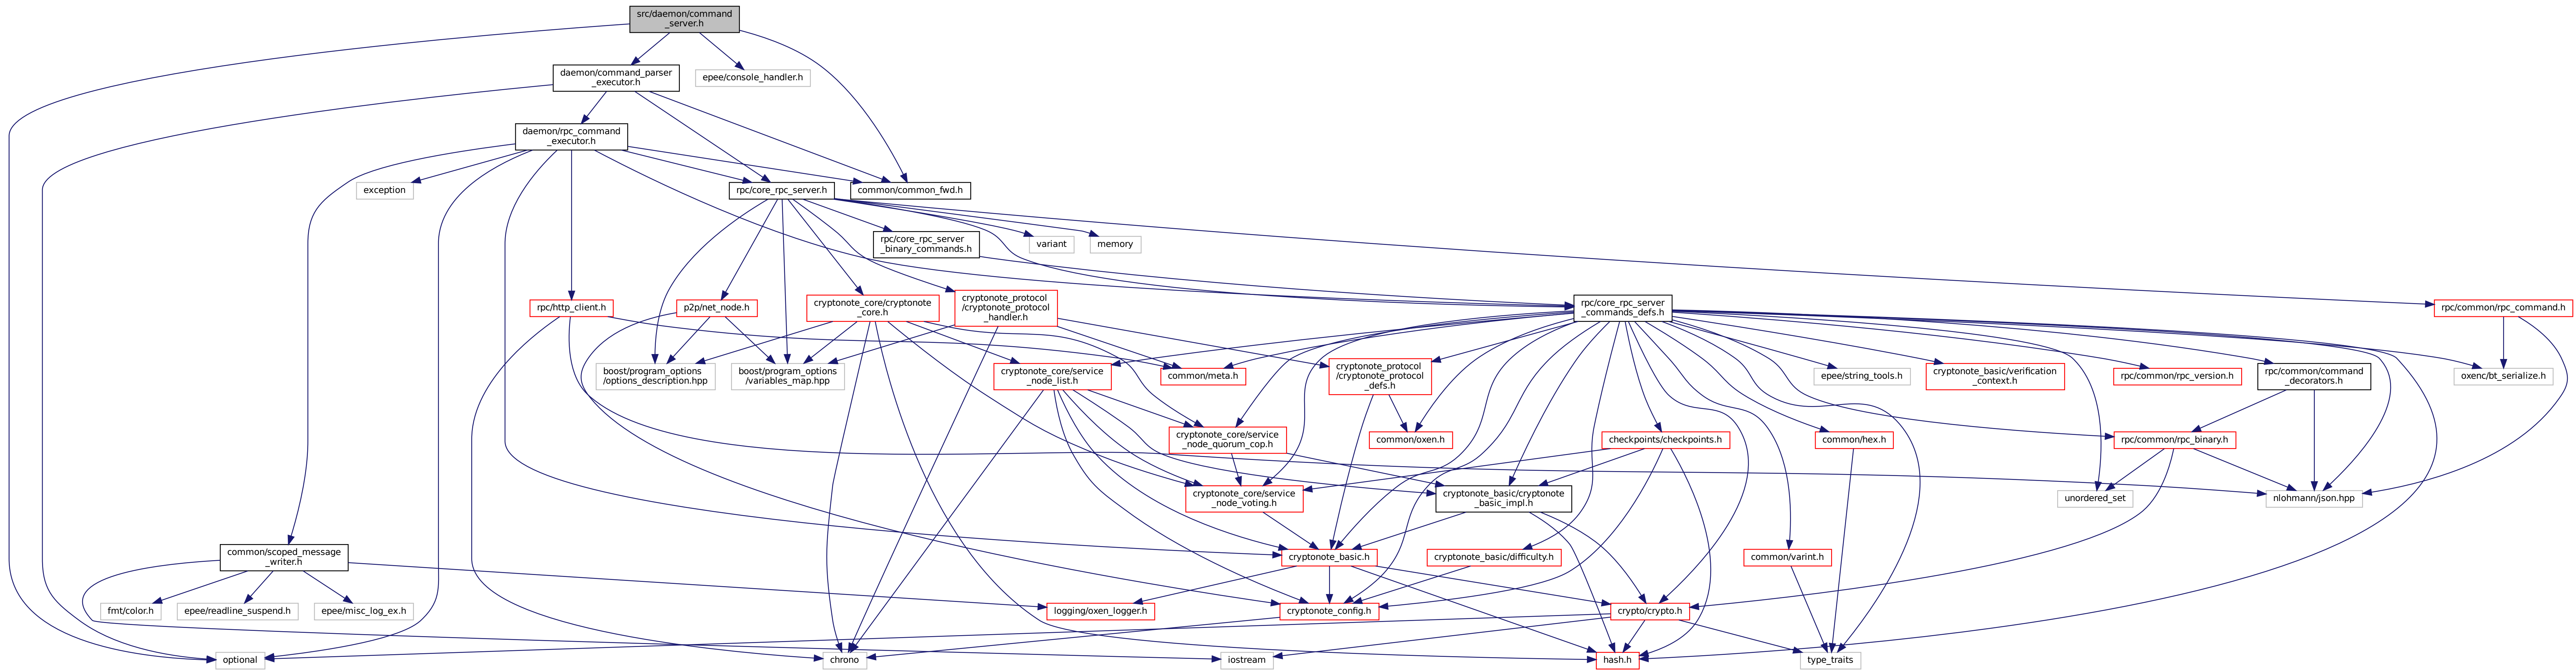 src/daemon/command
_server.h
daemon/command_parser
_executor.h
epee/console_handler.h
daemon/rpc_command
_executor.h
exception
rpc/core_rpc_server.h
common/common_fwd.h
rpc/core_rpc_server
_binary_commands.h
variant
memory
rpc/http_client.h
p2p/net_node.h
cryptonote_core/cryptonote
_core.h
cryptonote_protocol
/cryptonote_protocol
_handler.h
rpc/core_rpc_server
_commands_defs.h
rpc/common/rpc_command.h
boost/program_options
/options_description.hpp
boost/program_options
/variables_map.hpp
cryptonote_core/service
_node_list.h
common/meta.h
cryptonote_protocol
/cryptonote_protocol
_defs.h
epee/string_tools.h
cryptonote_basic/verification
_context.h
rpc/common/rpc_version.h
rpc/common/command
_decorators.h
oxenc/bt_serialize.h
cryptonote_core/service
_node_quorum_cop.h
common/oxen.h
checkpoints/checkpoints.h
common/hex.h
rpc/common/rpc_binary.h
cryptonote_core/service
_node_voting.h
cryptonote_basic/cryptonote
_basic_impl.h
unordered_set
nlohmann/json.hpp
common/scoped_message
_writer.h
cryptonote_basic.h
cryptonote_basic/difficulty.h
common/varint.h
fmt/color.h
epee/readline_suspend.h
epee/misc_log_ex.h
logging/oxen_logger.h
cryptonote_config.h
crypto/crypto.h
optional
chrono
iostream
hash.h
type_traits